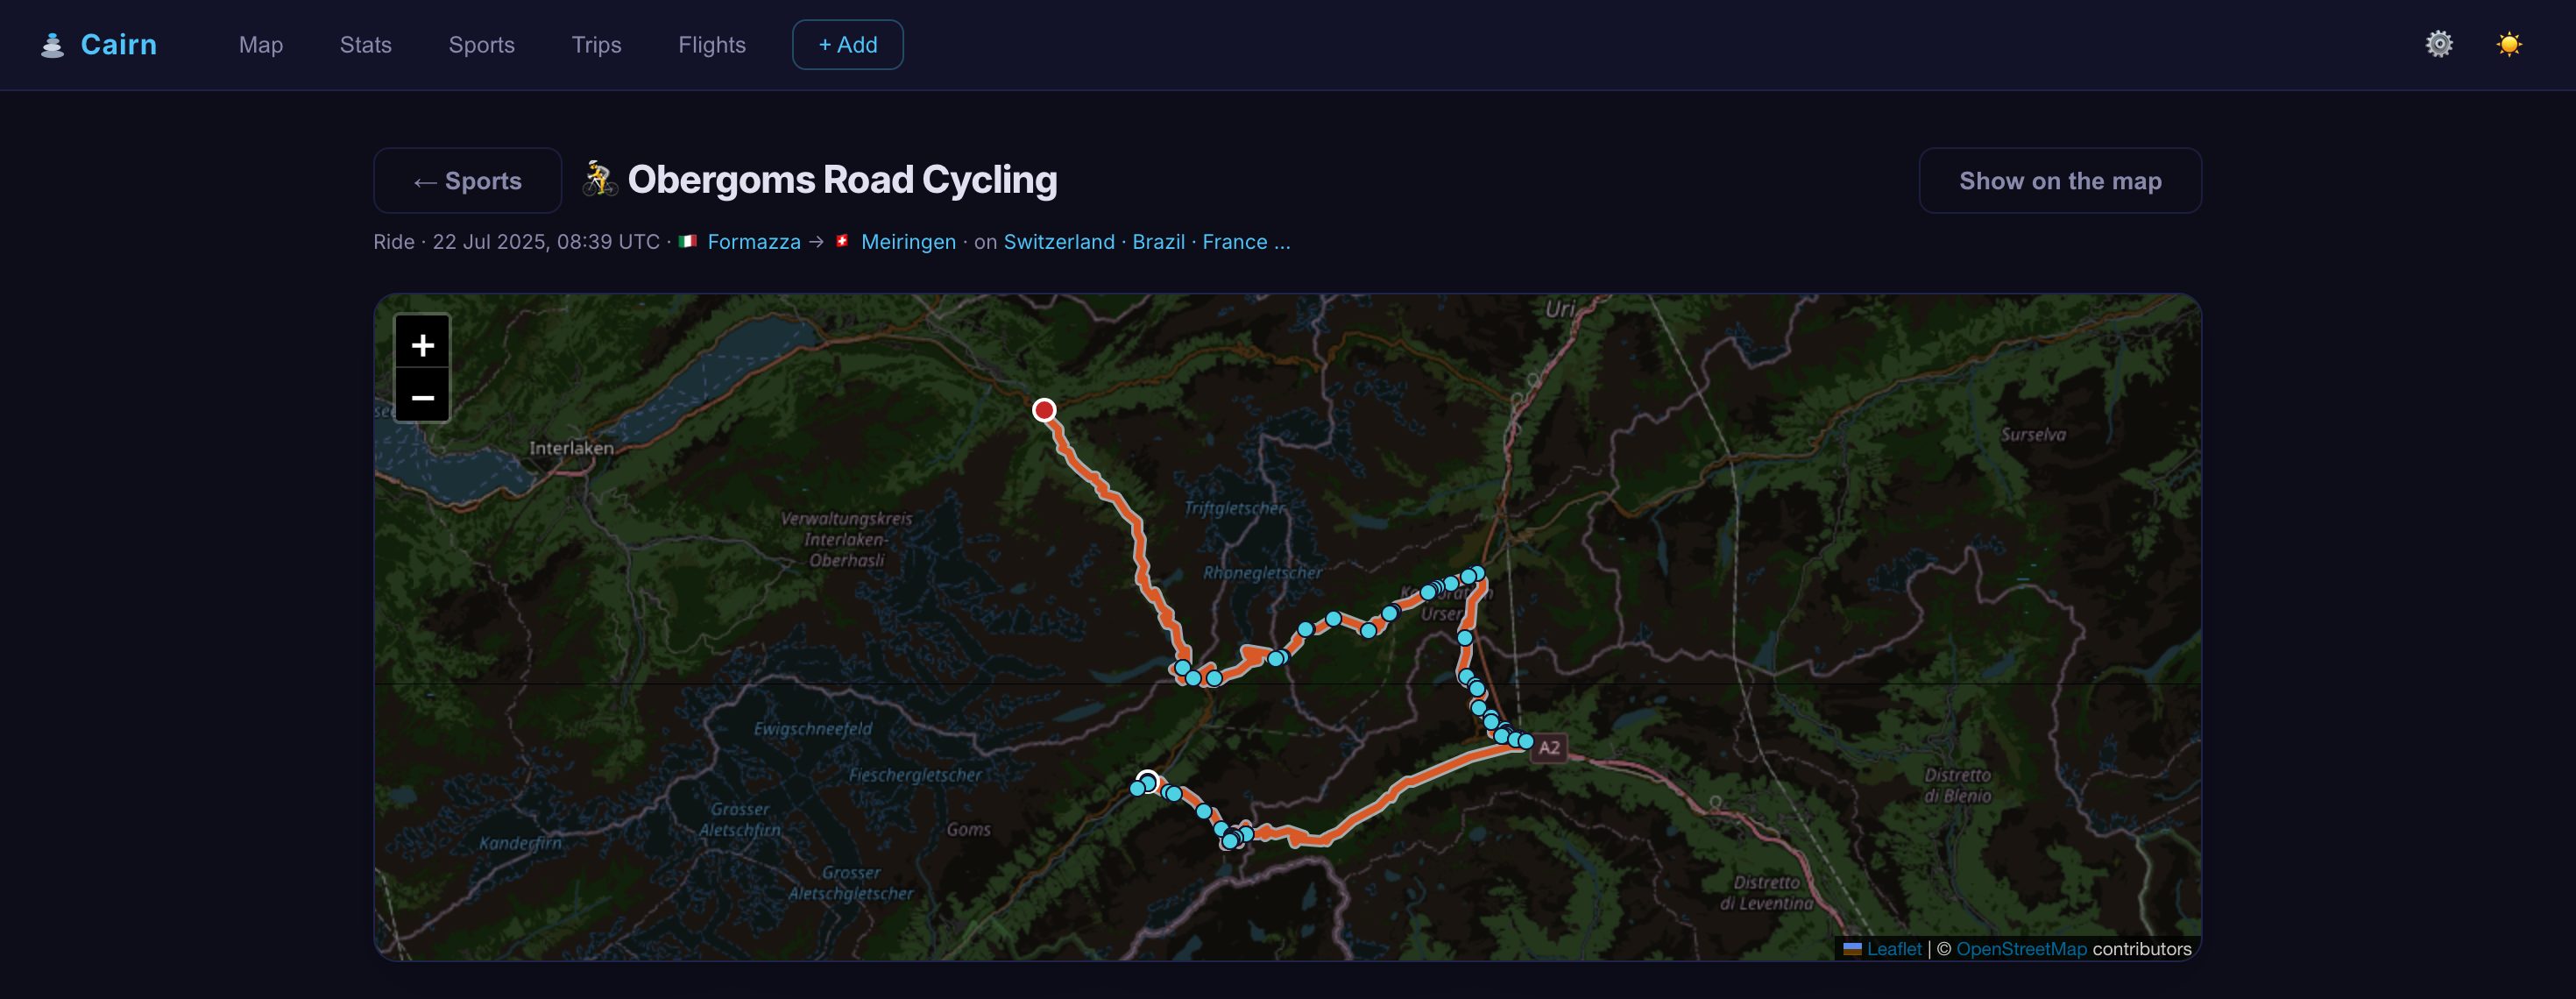 Cairn
Map
Stats
Sports
Trips
Flights
+ Add
← Sports
Obergoms Road Cycling
Show on the map
Ride · 22 Jul 2025, 08:39 UTC · Formazza → Meiringen · on Switzerland · Brazil · France ...
+
−
Uri
Interlaken
Surselva
Triftgletscher
Verwaltungskreis
Interlaken-
Oberhasli
Rhonegletscher
Urser
Ewigschneefeld
A2
Fieschergletscher
Distretto
di Blenio
Grosser
Aletschfirn
Goms
Kanderfirn
Grosser
Aletschgletscher
Distretto
di Leventina
Leaflet | © OpenStreetMap contributors